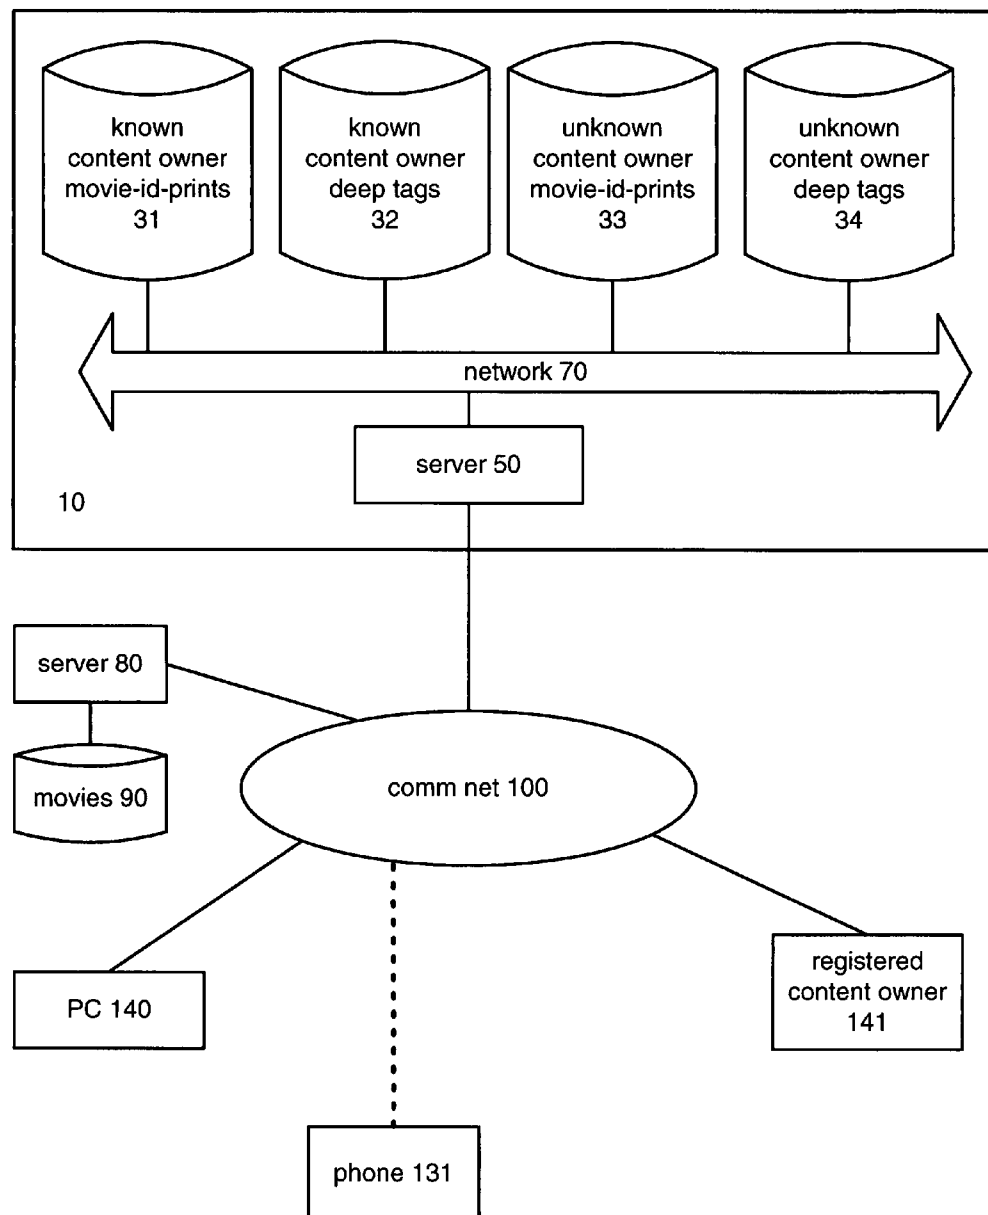 known
content owner
movie-id-prints
31
known
content owner
deep tags
32
unknown
content owner
movie-id-prints
33
unknown
content owner
deep tags
34
network 70
server 50
10
server 80
movies 90
comm net 100
PC 140
registered
content owner
141
phone 131